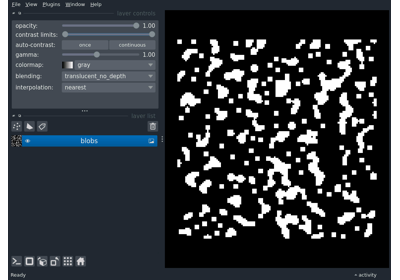 File View Plugins Window Help
layer controls
opacity: 1.00
contrast limits:
auto-contrast: once continuous
gamma: 1.00
colormap: gray
blending: translucent_no_depth
interpolation: nearest
layer list
blobs
Ready
activity